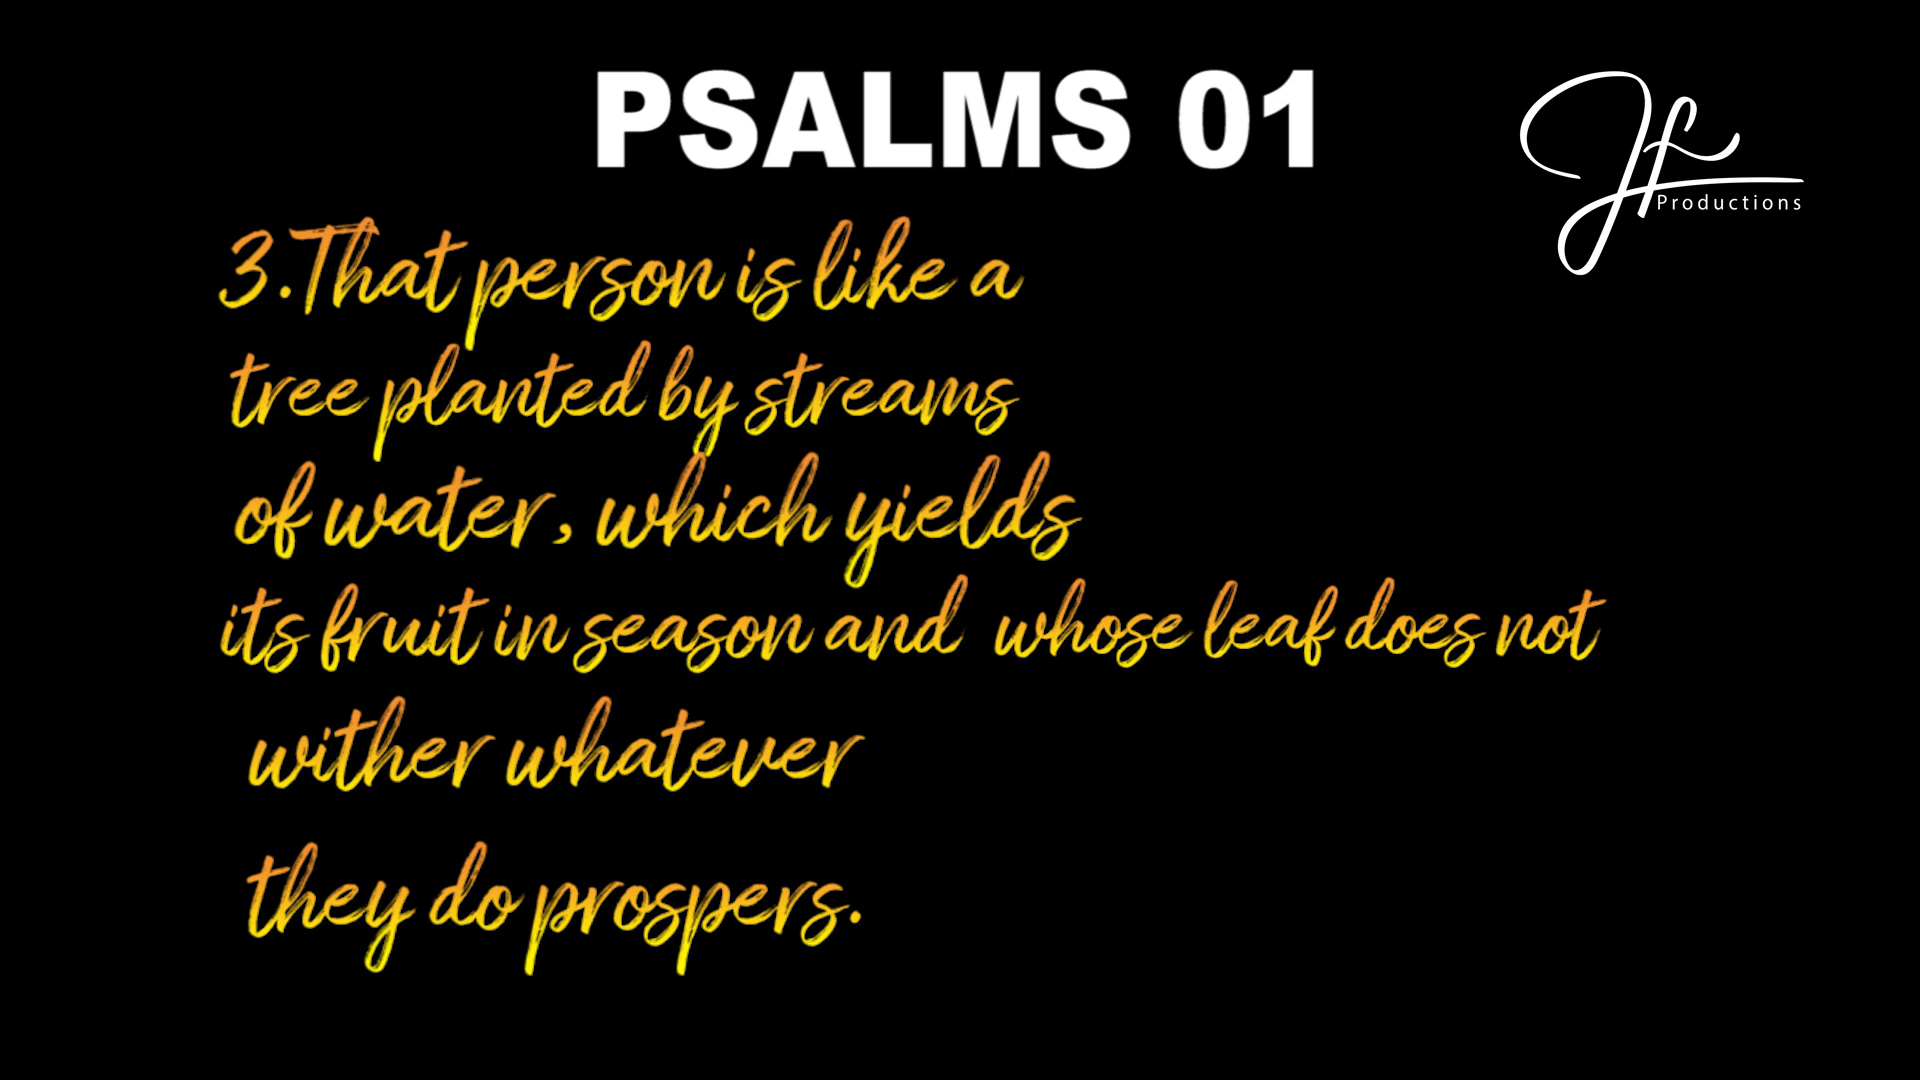 PSALMS 01
Jf
Productions
3.That person is like a
tree planted by streams
of water, which yields
its fruit in season and whose leaf does not
wither whatever
they do prospers.